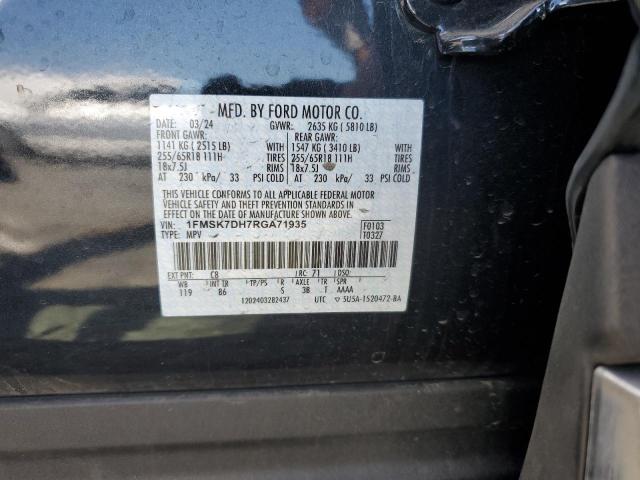 - MFD. BY FORD MOTOR CO.
DATE: 03/24 GVWR: 2635 KG ( 5810 LB)
FRONT GAWR: REAR GAWR:
1141 KG ( 2515 LB) WITH 1547 KG ( 3410 LB) WITH
255/65R18 111H TIRES 255/65R18 111H TIRES
18x7.5J RIMS 18x7.5J RIMS
AT 230 kPa/ 33 PSI COLD AT 230 kPa/ 33 PSI COLD
THIS VEHICLE CONFORMS TO ALL APPLICABLE FEDERAL MOTOR
VEHICLE SAFETY AND THEFT PREVENTION STANDARDS IN
EFFECT ON THE DATE OF MANUFACTURE SHOWN ABOVE.
VIN: 1FMSK7DH7RGA71935 F0103
TYPE: MPV T0327
EXT PNT: C8 RC: 71 DSO:
WB INT TR TP/PS R AXLE TR SPR
119 86 S 3B T AAAA
1202403282437 UTC 5U5A-1520472-BA